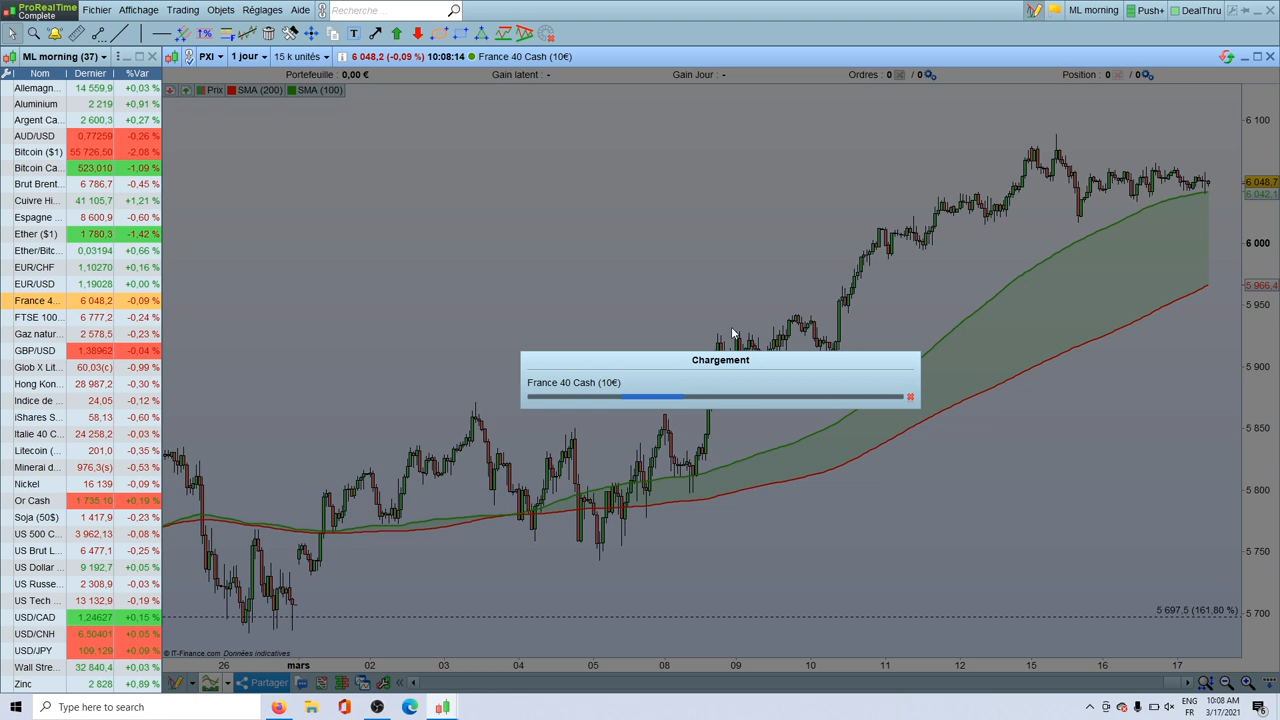 ProRealTime
Complete
Fichier Affichage Trading Objets Réglages Aide Recherche ... ML morning Push+ DealThru
ML morning (37) PXI 1 jour 15 k unités 6 048,2 (-0,09 %) 10:08:14 France 40 Cash (10€)
Nom Dernier %Var Portefeuille : 0,00 € Gain latent : - Gain Jour : - Ordres : 0 / 0 Position : 0 / 0
Prix SMA (200) SMA (100)
Allemagn... 14 559,9 +0,03 %
Aluminium 2 219 +0,91 %
Argent Ca... 2 600,3 +0,27 %
AUD/USD 0,77259 -0,26 %
Bitcoin ($1) 55 726,50 -2,08 %
Bitcoin Ca... 523,010 -1,09 %
Brut Brent... 6 786,7 -0,45 %
Cuivre Hi... 41 105,7 +1,21 %
Espagne ... 8 600,9 -0,60 %
Ether ($1) 1 780,3 -1,42 %
Ether/Bitc... 0,03194 +0,66 %
EUR/CHF 1,10270 +0,16 %
EUR/USD 1,19028 +0,00 %
France 4... 6 048,2 -0,09 %
FTSE 100... 6 777,2 -0,24 %
Gaz natur... 2 578,5 -0,23 %
GBP/USD 1,38962 -0,04 %
Glob X Lit... 60,03(c) -0,99 %
Hong Kon... 28 987,2 -0,30 %
Indice de ... 24,05 -0,12 %
iShares S... 58,13 -0,60 %
Italie 40 C... 24 258,2 -0,03 %
Litecoin (... 201,0 -0,35 %
Minerai d... 976,3(s) -0,53 %
Nickel 16 139 -0,09 %
Or Cash 1 735,10 +0,19 %
Soja (50$) 1 417,9 -0,23 %
US 500 C... 3 962,13 -0,08 %
US Brut L... 6 477,1 -0,25 %
US Dollar ... 9 192,7 +0,05 %
US Russe... 2 308,9 -0,03 %
US Tech ... 13 132,9 -0,19 %
USD/CAD 1,24627 +0,15 %
USD/CNH 6,50401 +0,05 %
USD/JPY 109,129 +0,09 %
Wall Stre... 32 840,4 +0,03 %
Zinc 2 828 +0,89 %
6 100
6 048,7
6 042,1
6 000
5 966,4
5 950
5 900
5 850
5 800
5 750
5 700
Chargement
France 40 Cash (10€)
5 697,5 (161,80 %)
© IT-Finance.com Données indicatives
26 mars 02 03 04 05 08 09 10 11 12 15 16 17
Partager
Type here to search
10:08 AM
FR 3/17/2021 6